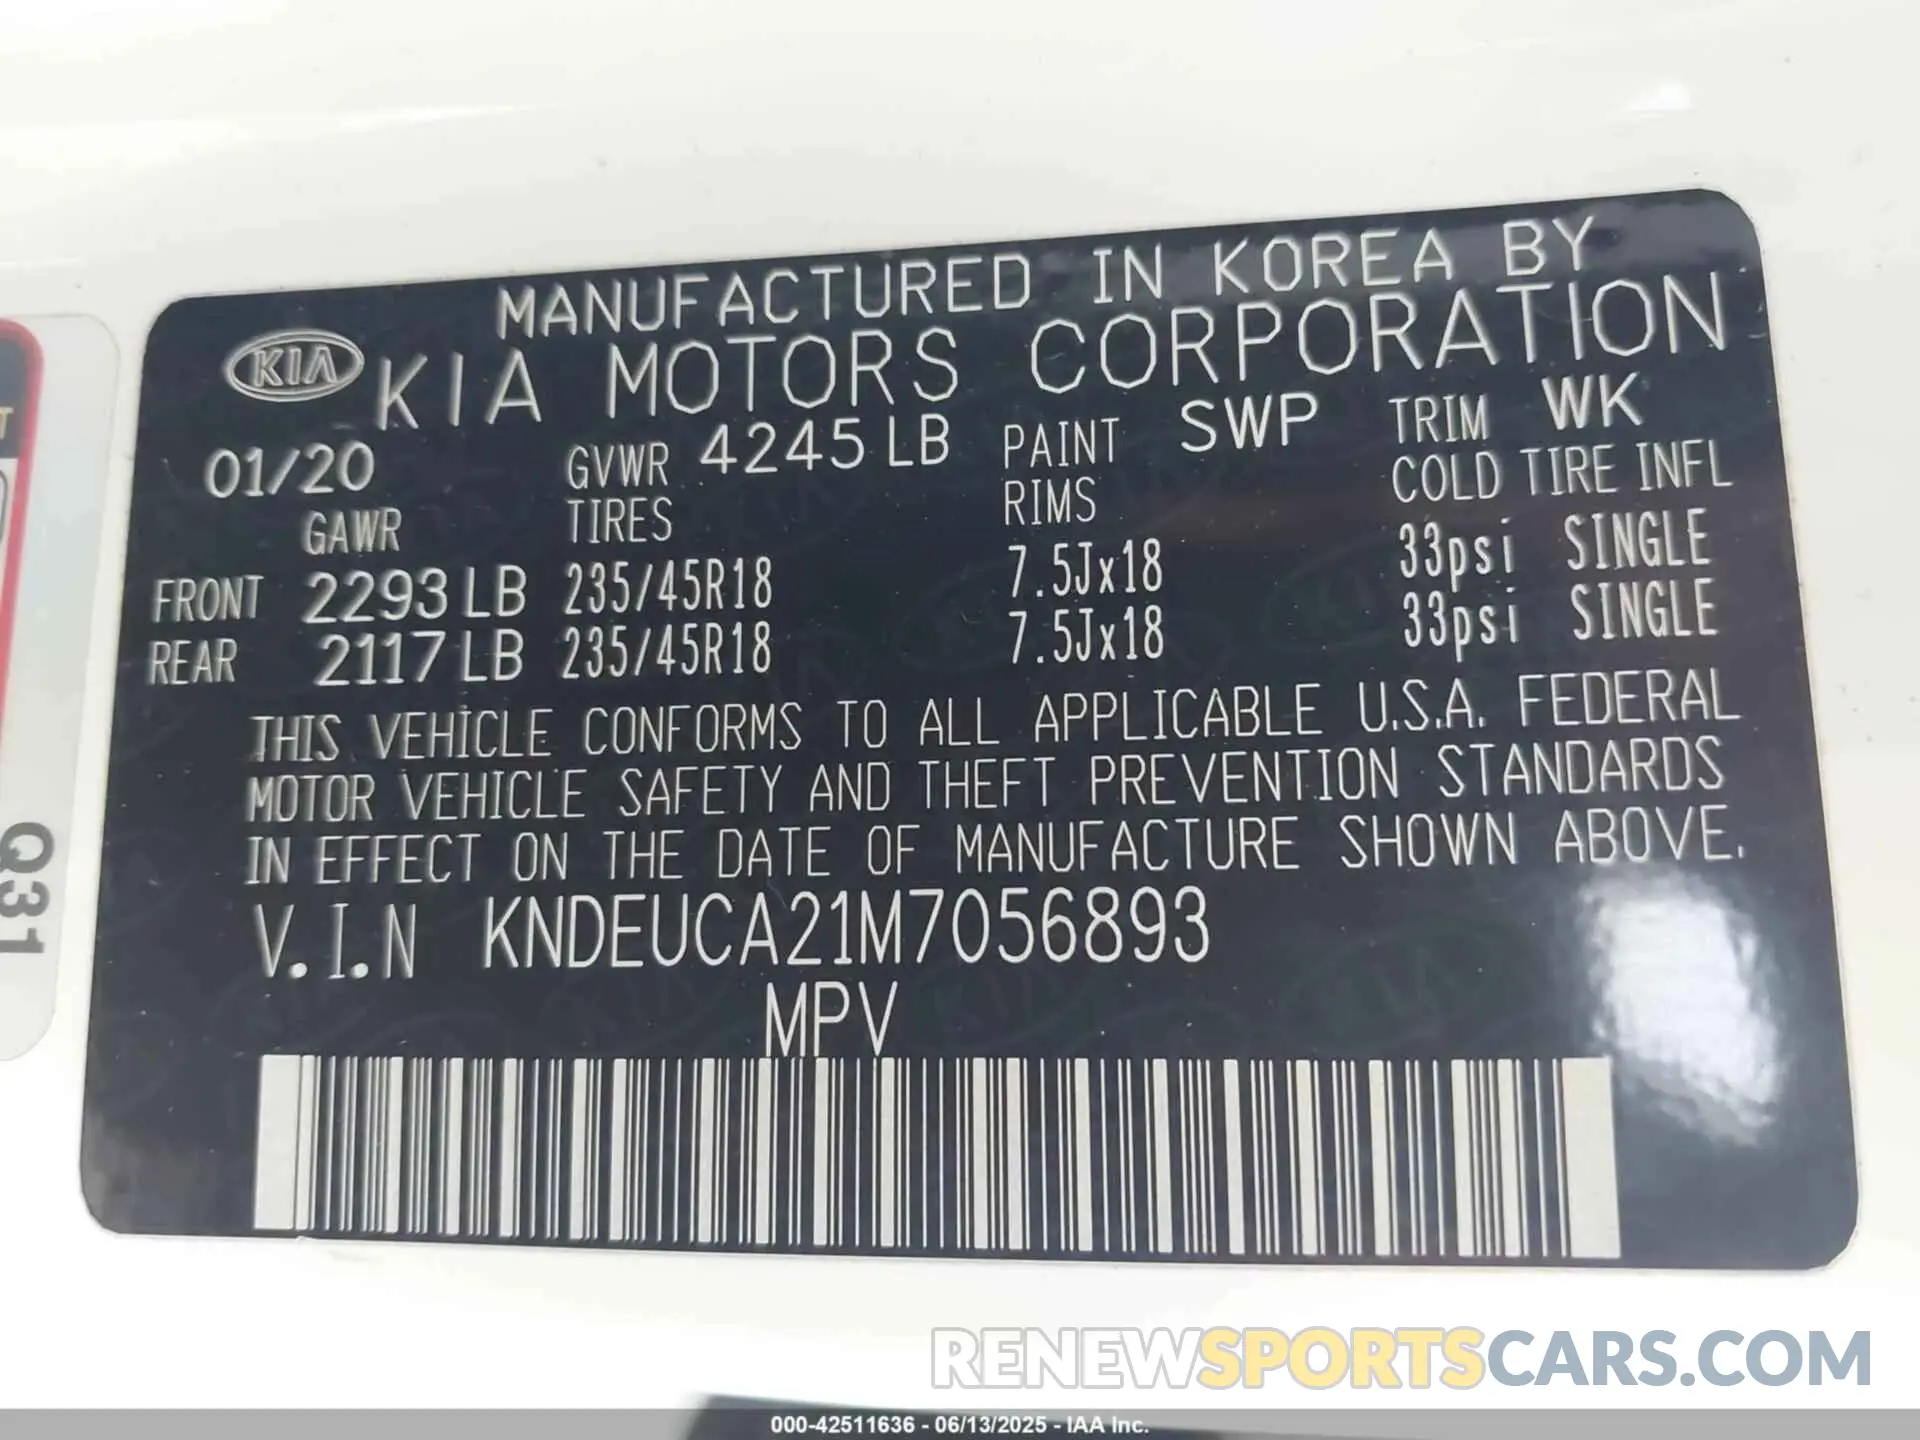 MANUFACTURED IN KOREA BY
KIA KIA MOTORS CORPORATION
01/20 GVWR 4245 LB PAINT SWP TRIM WK
GAWR TIRES RIMS COLD TIRE INFL
FRONT 2293 LB 235/45R18 7.5Jx18 33psi SINGLE
REAR 2117 LB 235/45R18 7.5Jx18 33psi SINGLE
THIS VEHICLE CONFORMS TO ALL APPLICABLE U.S.A. FEDERAL
MOTOR VEHICLE SAFETY AND THEFT PREVENTION STANDARDS
IN EFFECT ON THE DATE OF MANUFACTURE SHOWN ABOVE.
V.I.N KNDEUCA21M7056893
MPV
Q31
RENEWSPORTSCARS.COM
000-42511636 - 06/13/2025 - IAA Inc.